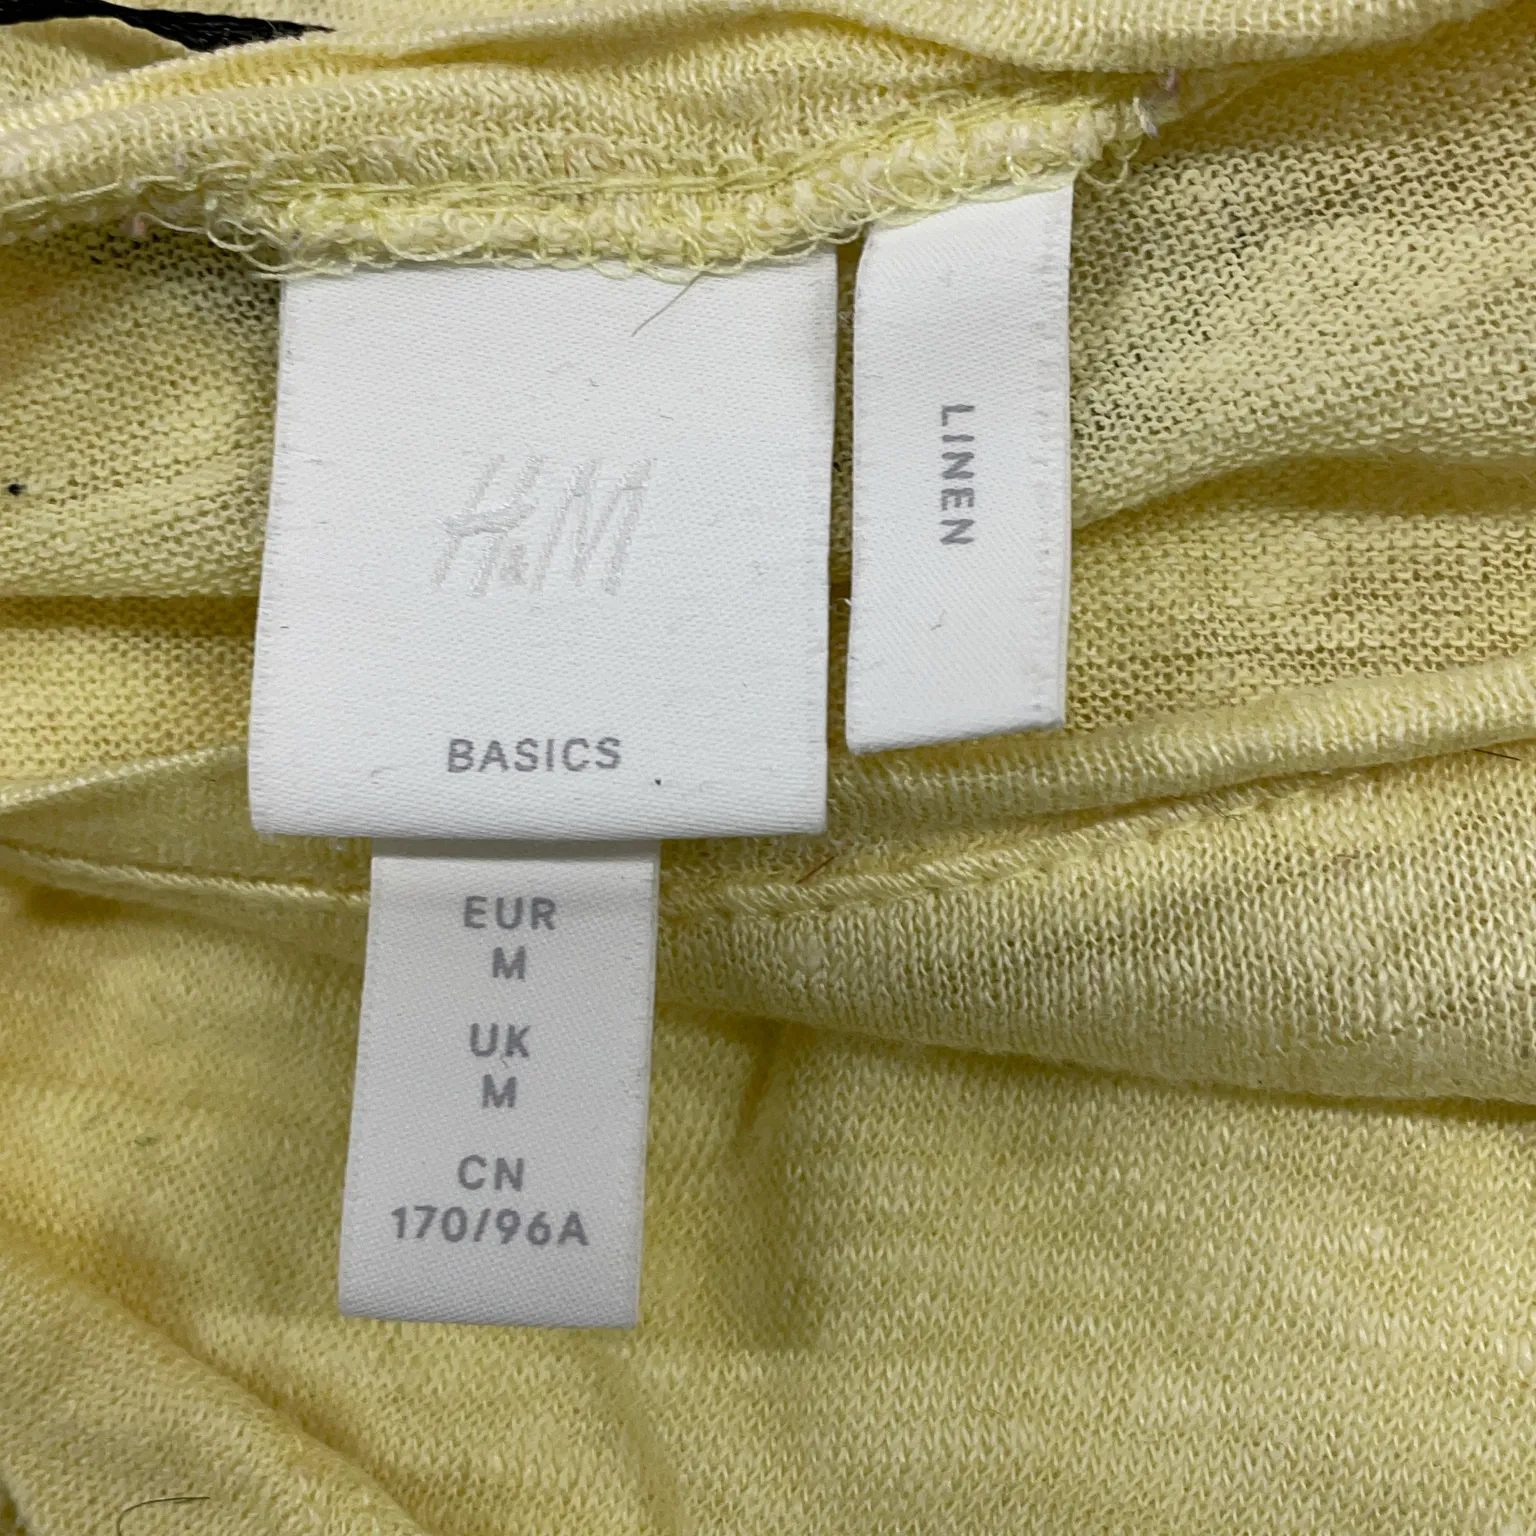 H&M
BASICS
LINEN
EUR
M
UK
M
CN
170/96A